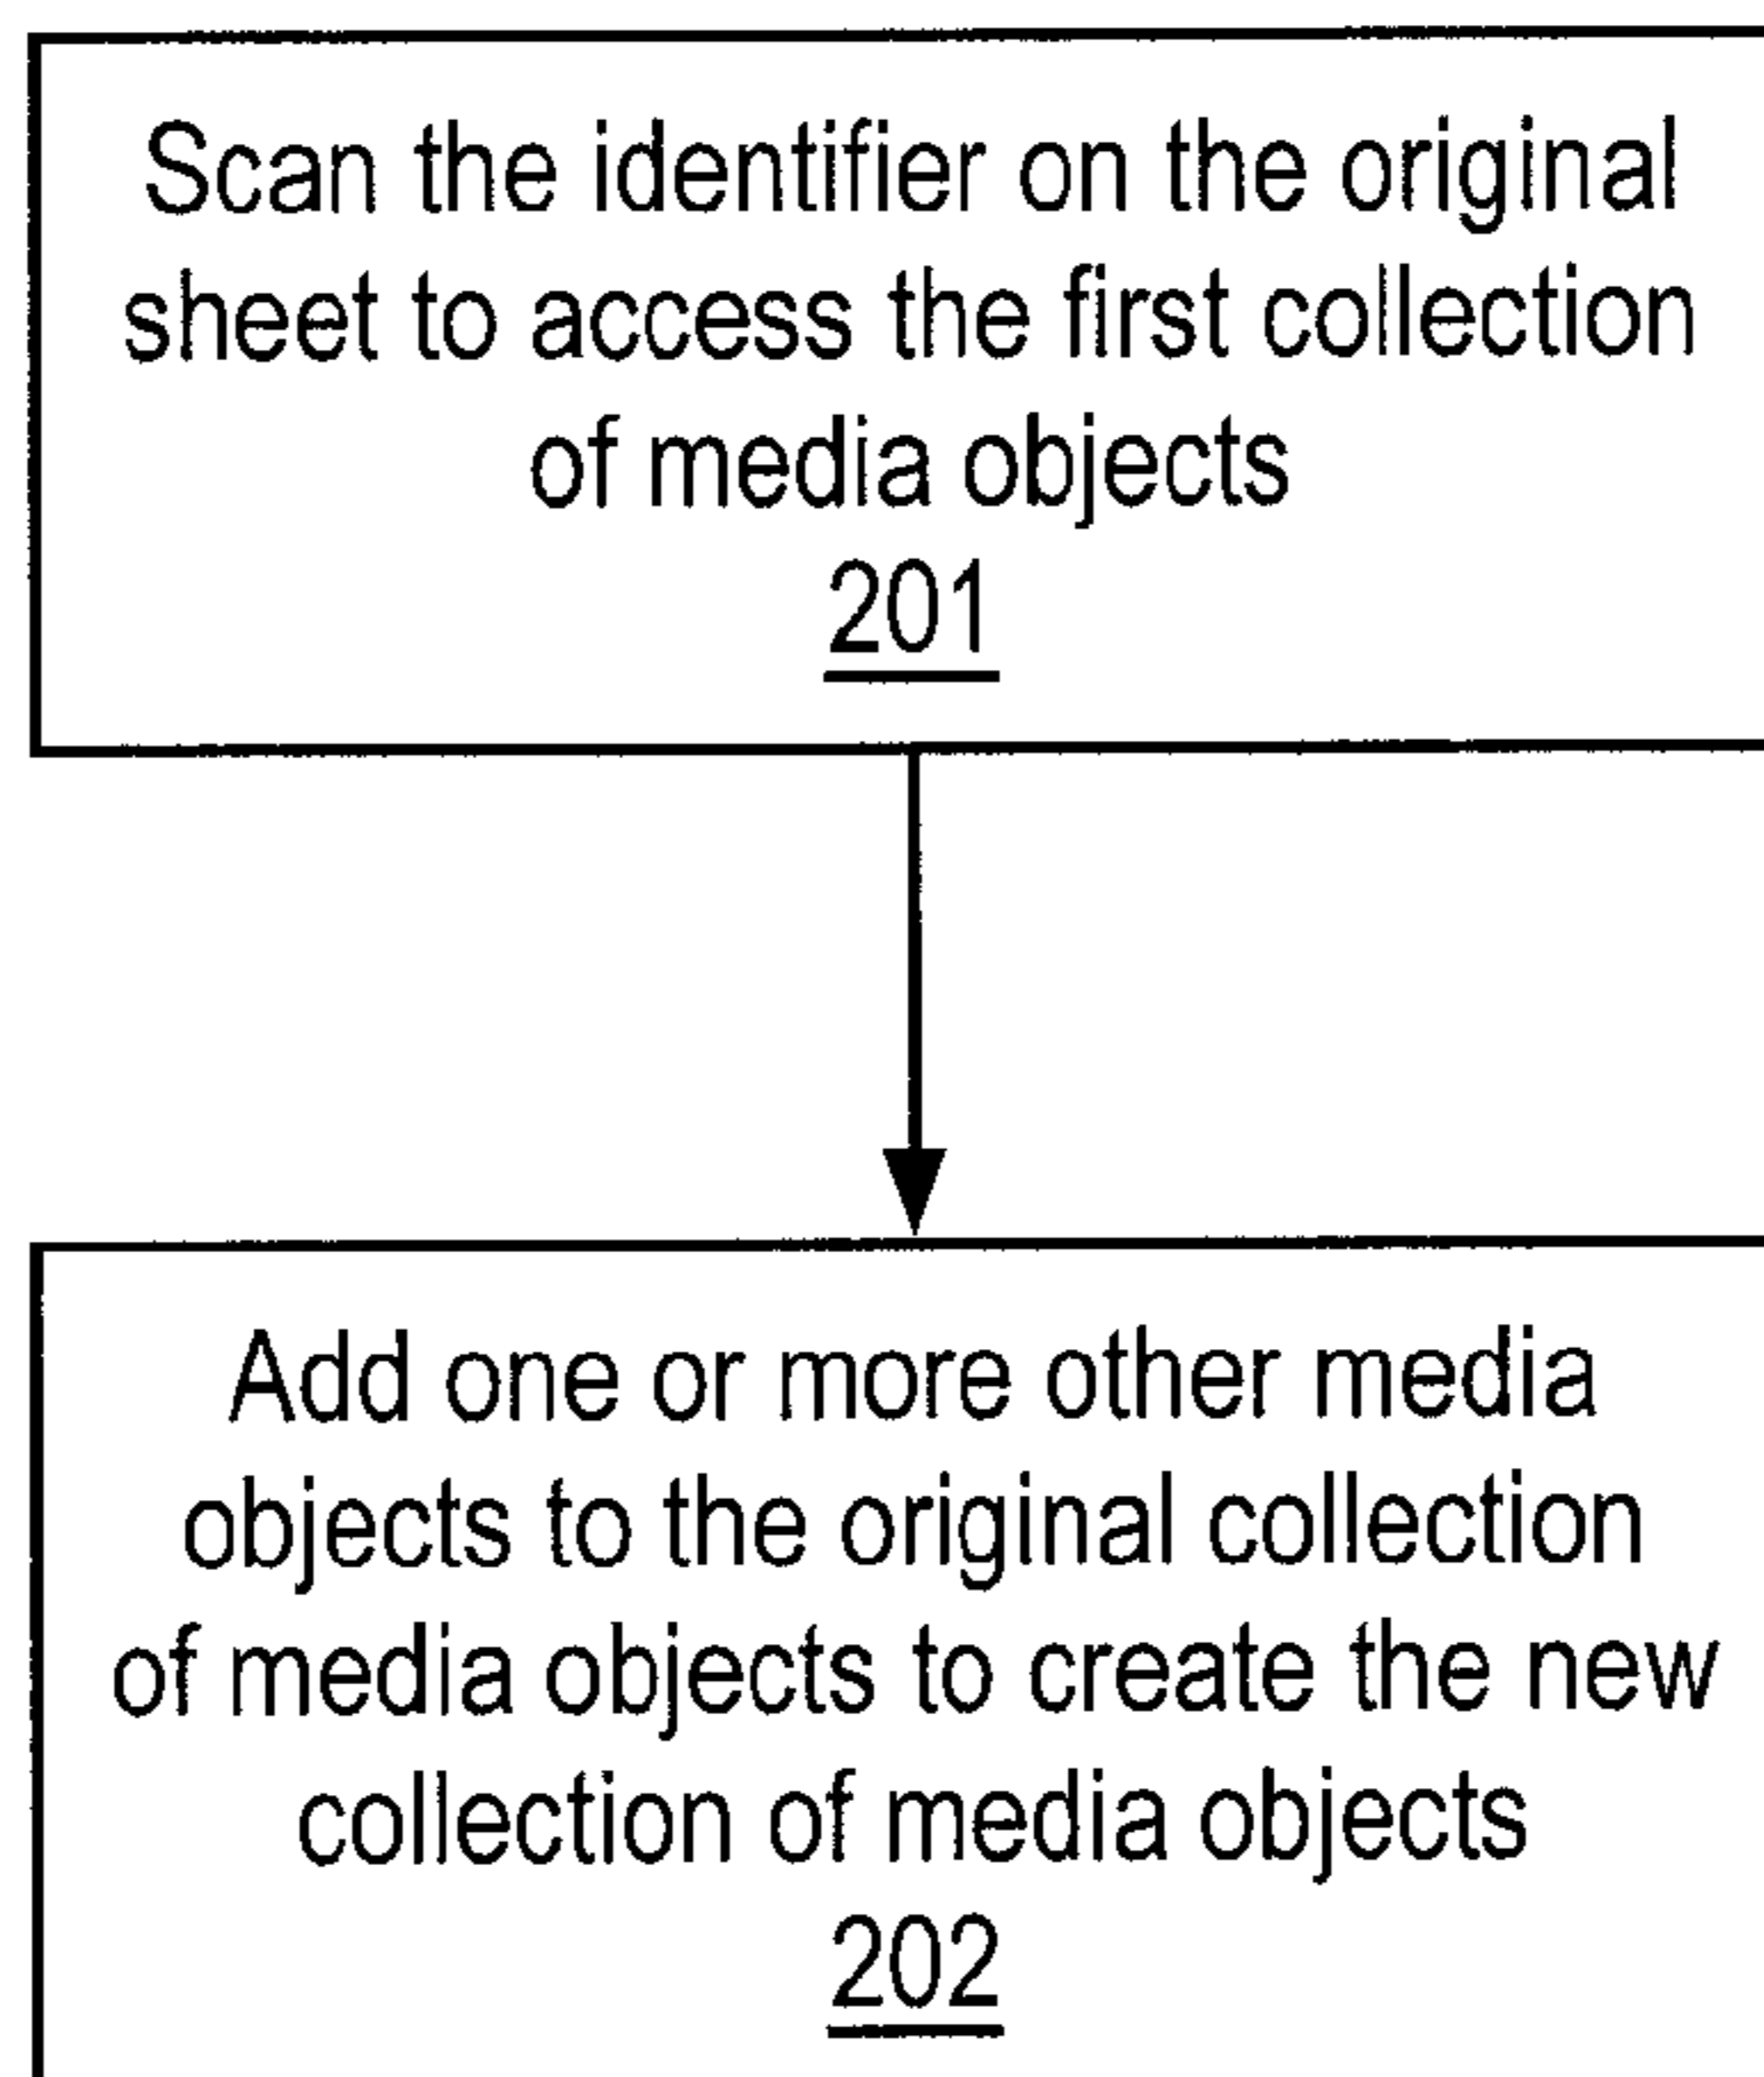 Scan the identifier on the original
sheet to access the first collection
of media objects
201
Add one or more other media
objects to the original collection
of media objects to create the new
collection of media objects
202